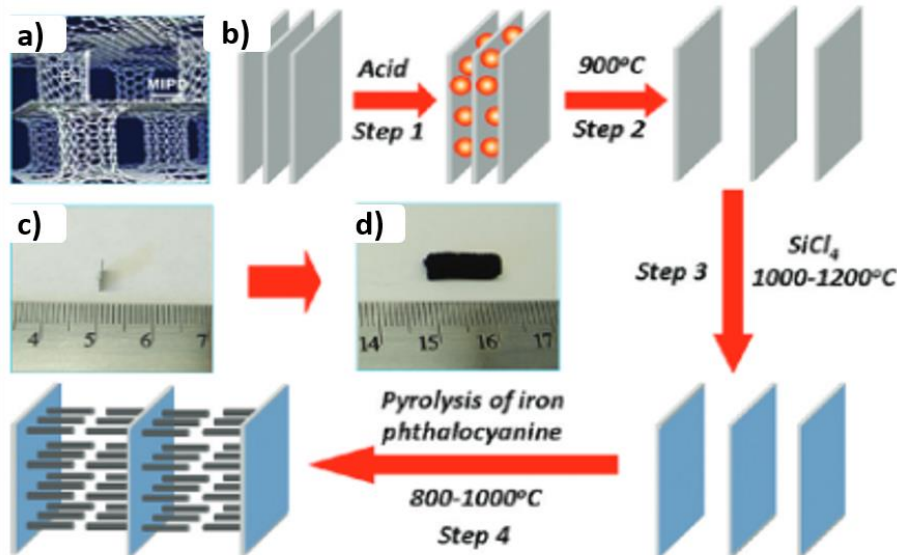 a)
MIPD
b)
Acid
Step 1
900°C
Step 2
c)
4 5 6 7
d)
14 15 16 17
Step 3
SiCl₄
1000-1200°C
Pyrolysis of iron
phthalocyanine
800-1000°C
Step 4